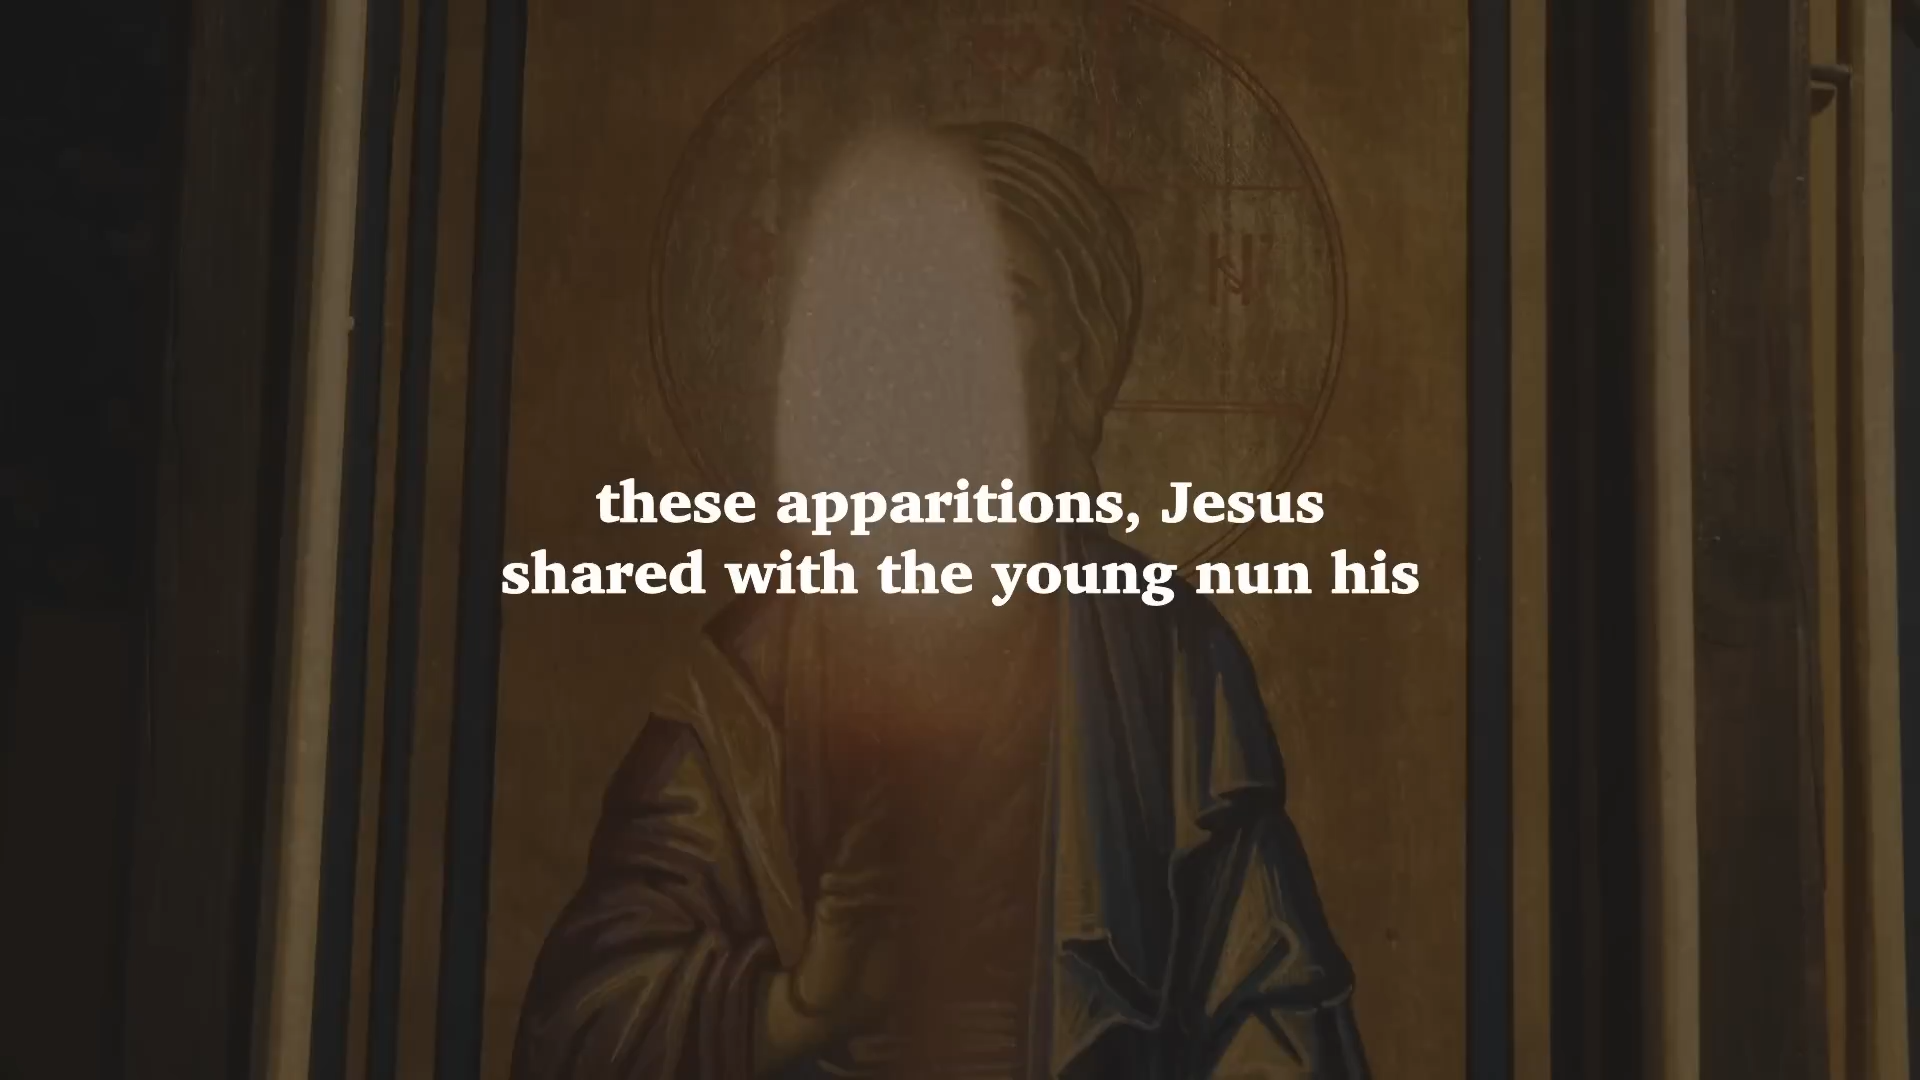 these apparitions, Jesus
shared with the young nun his